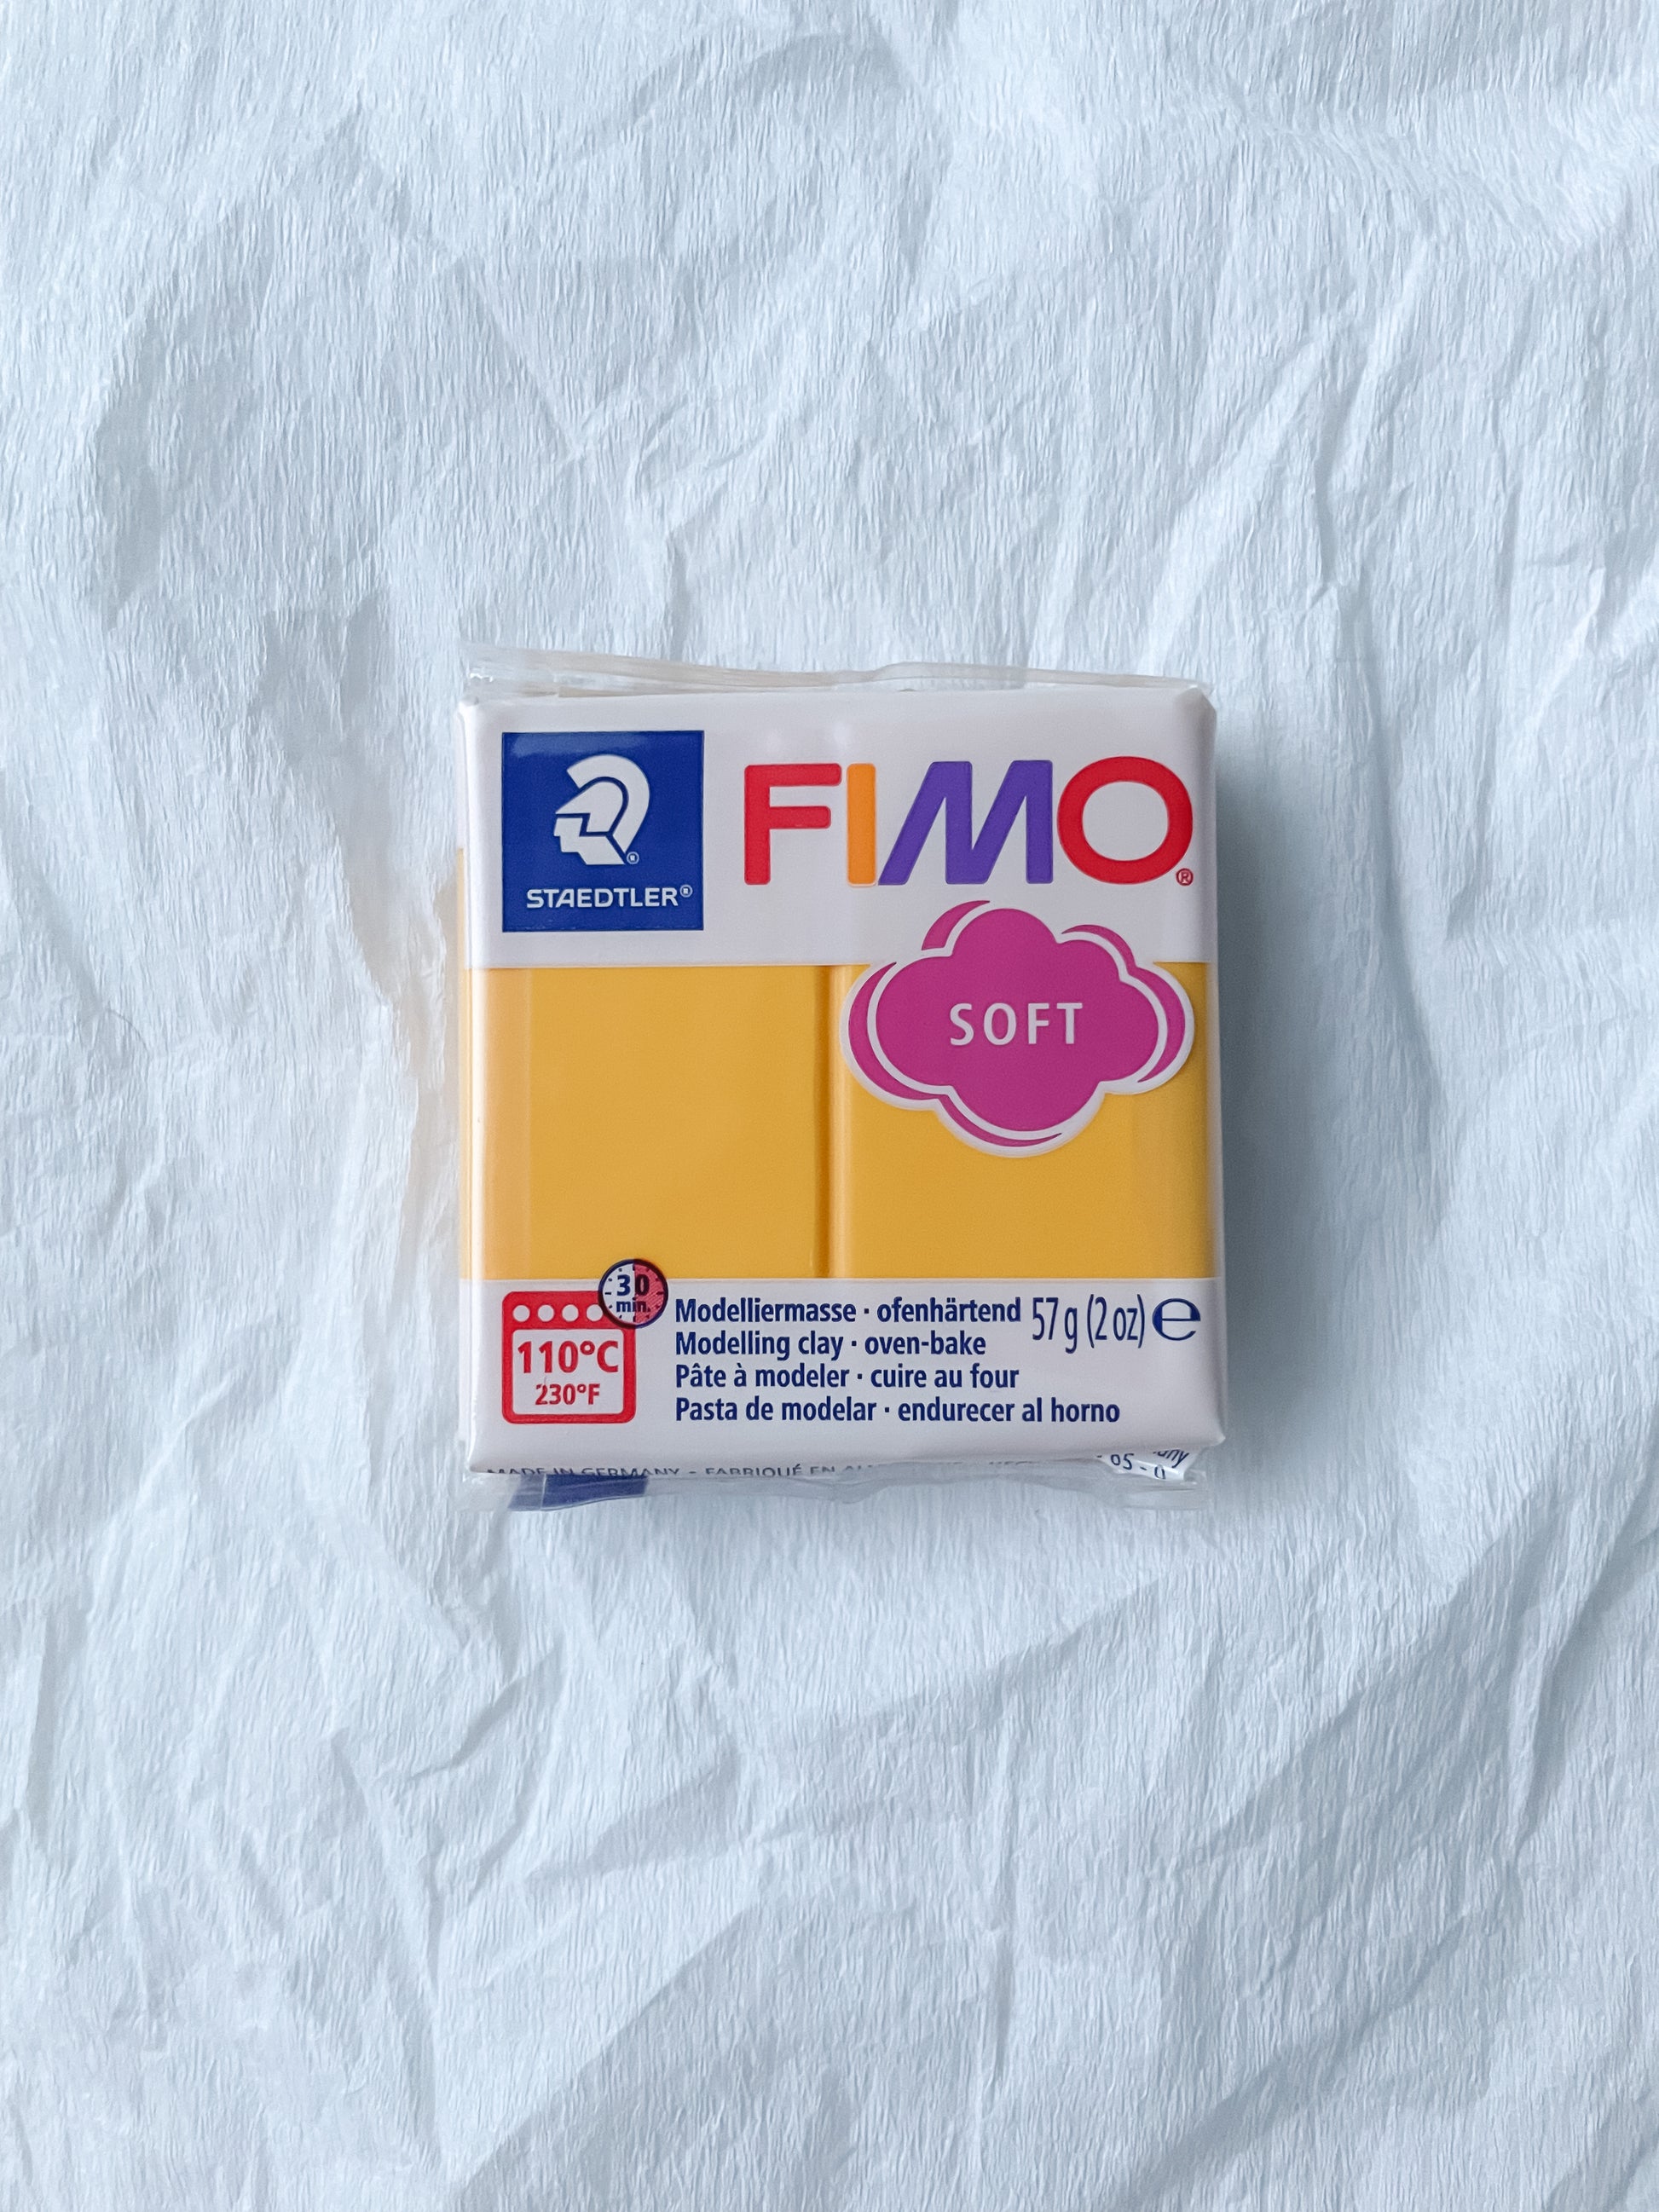 STAEDTLER®
FIMO®
SOFT
30
min.
110°C
230°F
Modelliermasse · ofenhärtend
57 g (2 oz) ℮
Modelling clay · oven-bake
Pâte à modeler · cuire au four
Pasta de modelar · endurecer al horno
MADE IN GERMANY - FABRIQUÉ EN